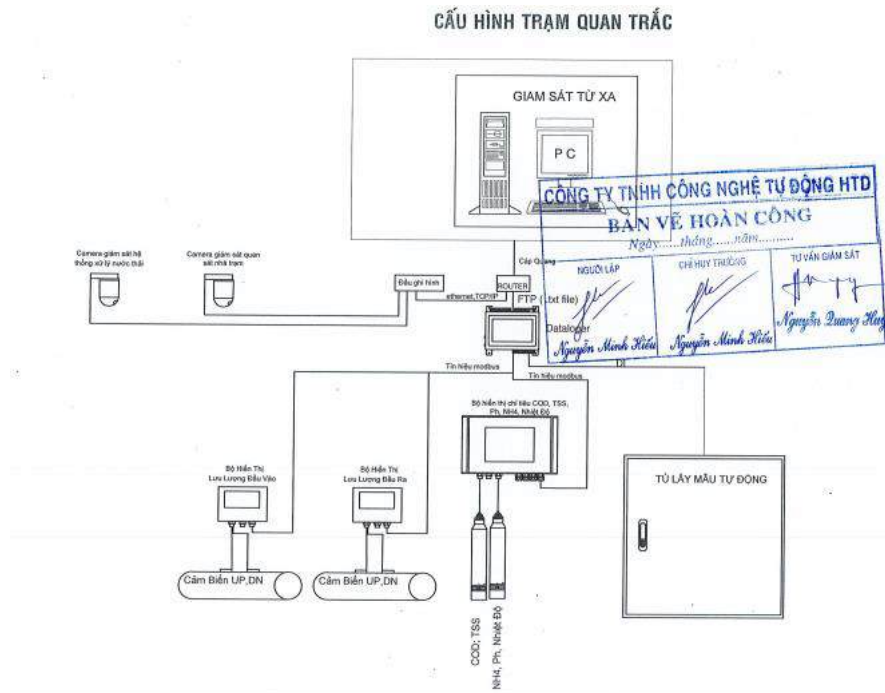 CẤU HÌNH TRẠM QUAN TRẮC
GIAM SÁT TỪ XA
PC
CÔNG TY TNHH CÔNG NGHỆ TỰ ĐỘNG HTD
BẢN VẼ HOÀN CÔNG
Ngày......tháng......năm..........
NGƯỜI LẬP
CHỈ HUY TRƯỞNG
TƯ VẤN GIÁM SÁT
Nguyễn Minh Hiếu
Nguyễn Minh Hiếu
Nguyễn Quang Huy
Camera giám sát hệ
thống xử lý nước thải
Camera giám sát quan
sát nhà trạm
Đầu ghi hình
ethernet,TCP/IP
Cáp Quang
ROUTER
FTP (.txt file)
Dataloger
Tín hiệu modbus
Tín hiệu modbus
DI
Bộ hiển thị chỉ tiêu COD, TSS,
Ph, NH4, Nhiệt Độ
Bộ Hiển Thị
Lưu Lượng Đầu Vào
Bộ Hiển Thị
Lưu Lượng Đầu Ra
TỦ LẤY MẪU TỰ ĐỘNG
Cảm Biến UP,DN
Cảm Biến UP,DN
COD; TSS
NH4, Ph, Nhiệt Độ